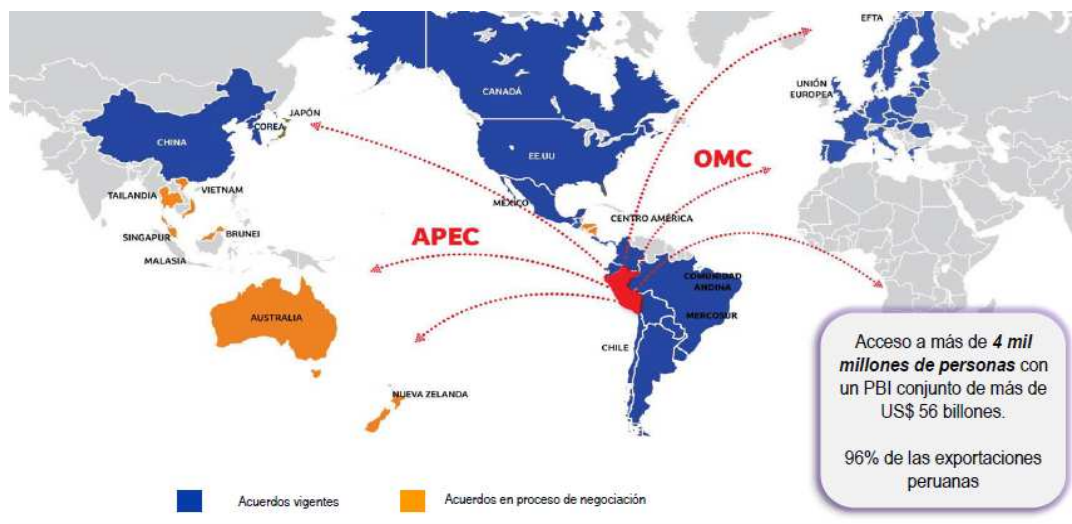 EFTA
CANADÁ
UNIÓN
EUROPEA
JAPÓN
COREA
CHINA
EE.UU
OMC
MÉXICO
TAILANDIA
VIETNAM
CENTRO AMÉRICA
SINGAPUR
BRUNEI
APEC
MALASIA
COMUNIDAD
ANDINA
AUSTRALIA
MERCOSUR
CHILE
NUEVA ZELANDA
Acceso a más de 4 mil
millones de personas con
un PBI conjunto de más de
US$ 56 billones.
96% de las exportaciones
peruanas
Acuerdos vigentes
Acuerdos en proceso de negociación